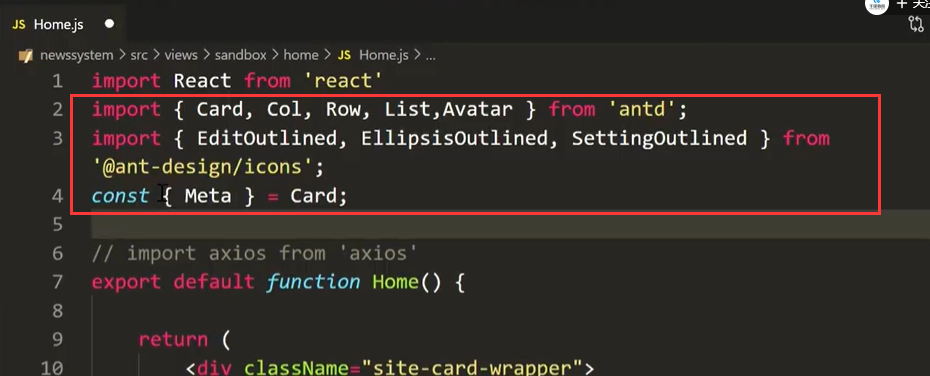 JS Home.js
+ 关注
newssystem > src > views > sandbox > home > JS Home.js > ...
1 import React from 'react'
2 import { Card, Col, Row, List,Avatar } from 'antd';
3 import { EditOutlined, EllipsisOutlined, SettingOutlined } from
'@ant-design/icons';
4 const { Meta } = Card;
5
6 // import axios from 'axios'
7 export default function Home() {
8
9 return (
10 <div className="site-card-wrapper">